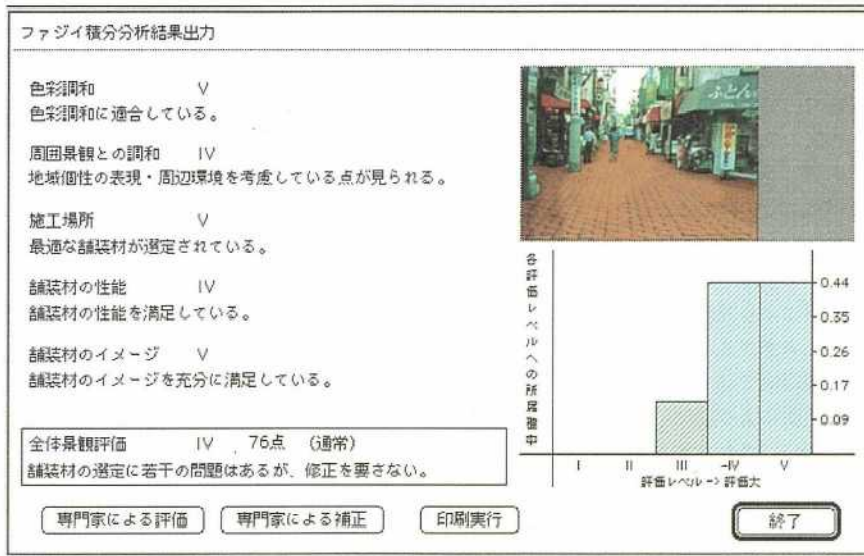 ファジイ積分分析結果出力
色彩調和 V
色彩調和に適合している。
周囲景観との調和 IV
地域個性の表現・周辺環境を考慮している点が見られる。
施工場所 V
最適な舗装材が選定されている。
舗装材の性能 IV
舗装材の性能を満足している。
舗装材のイメージ V
舗装材のイメージを充分に満足している。
全体景観評価 IV 76点 (通常)
舗装材の選定に若干の問題はあるが、修正を要さない。
ふとん
各評価レベルへの所属確率
0.44
0.35
0.26
0.17
0.09
I II III -IV V
評価レベル -> 評価大
専門家による評価 専門家による補正 印刷実行 終了